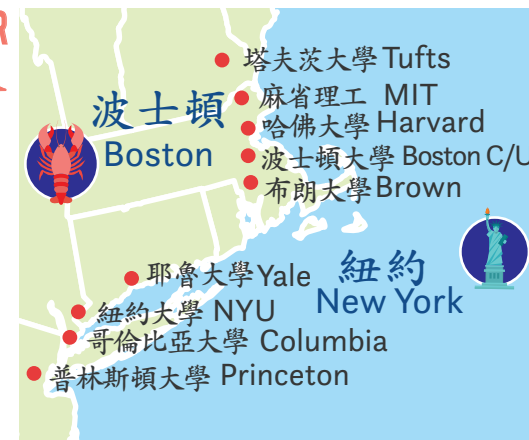 R
塔夫茨大學 Tufts
麻省理工 MIT
哈佛大學 Harvard
波士頓大學 Boston C/U
布朗大學 Brown
波士頓
Boston
耶魯大學 Yale
紐約大學 NYU
哥倫比亞大學 Columbia
普林斯頓大學 Princeton
紐約
New York